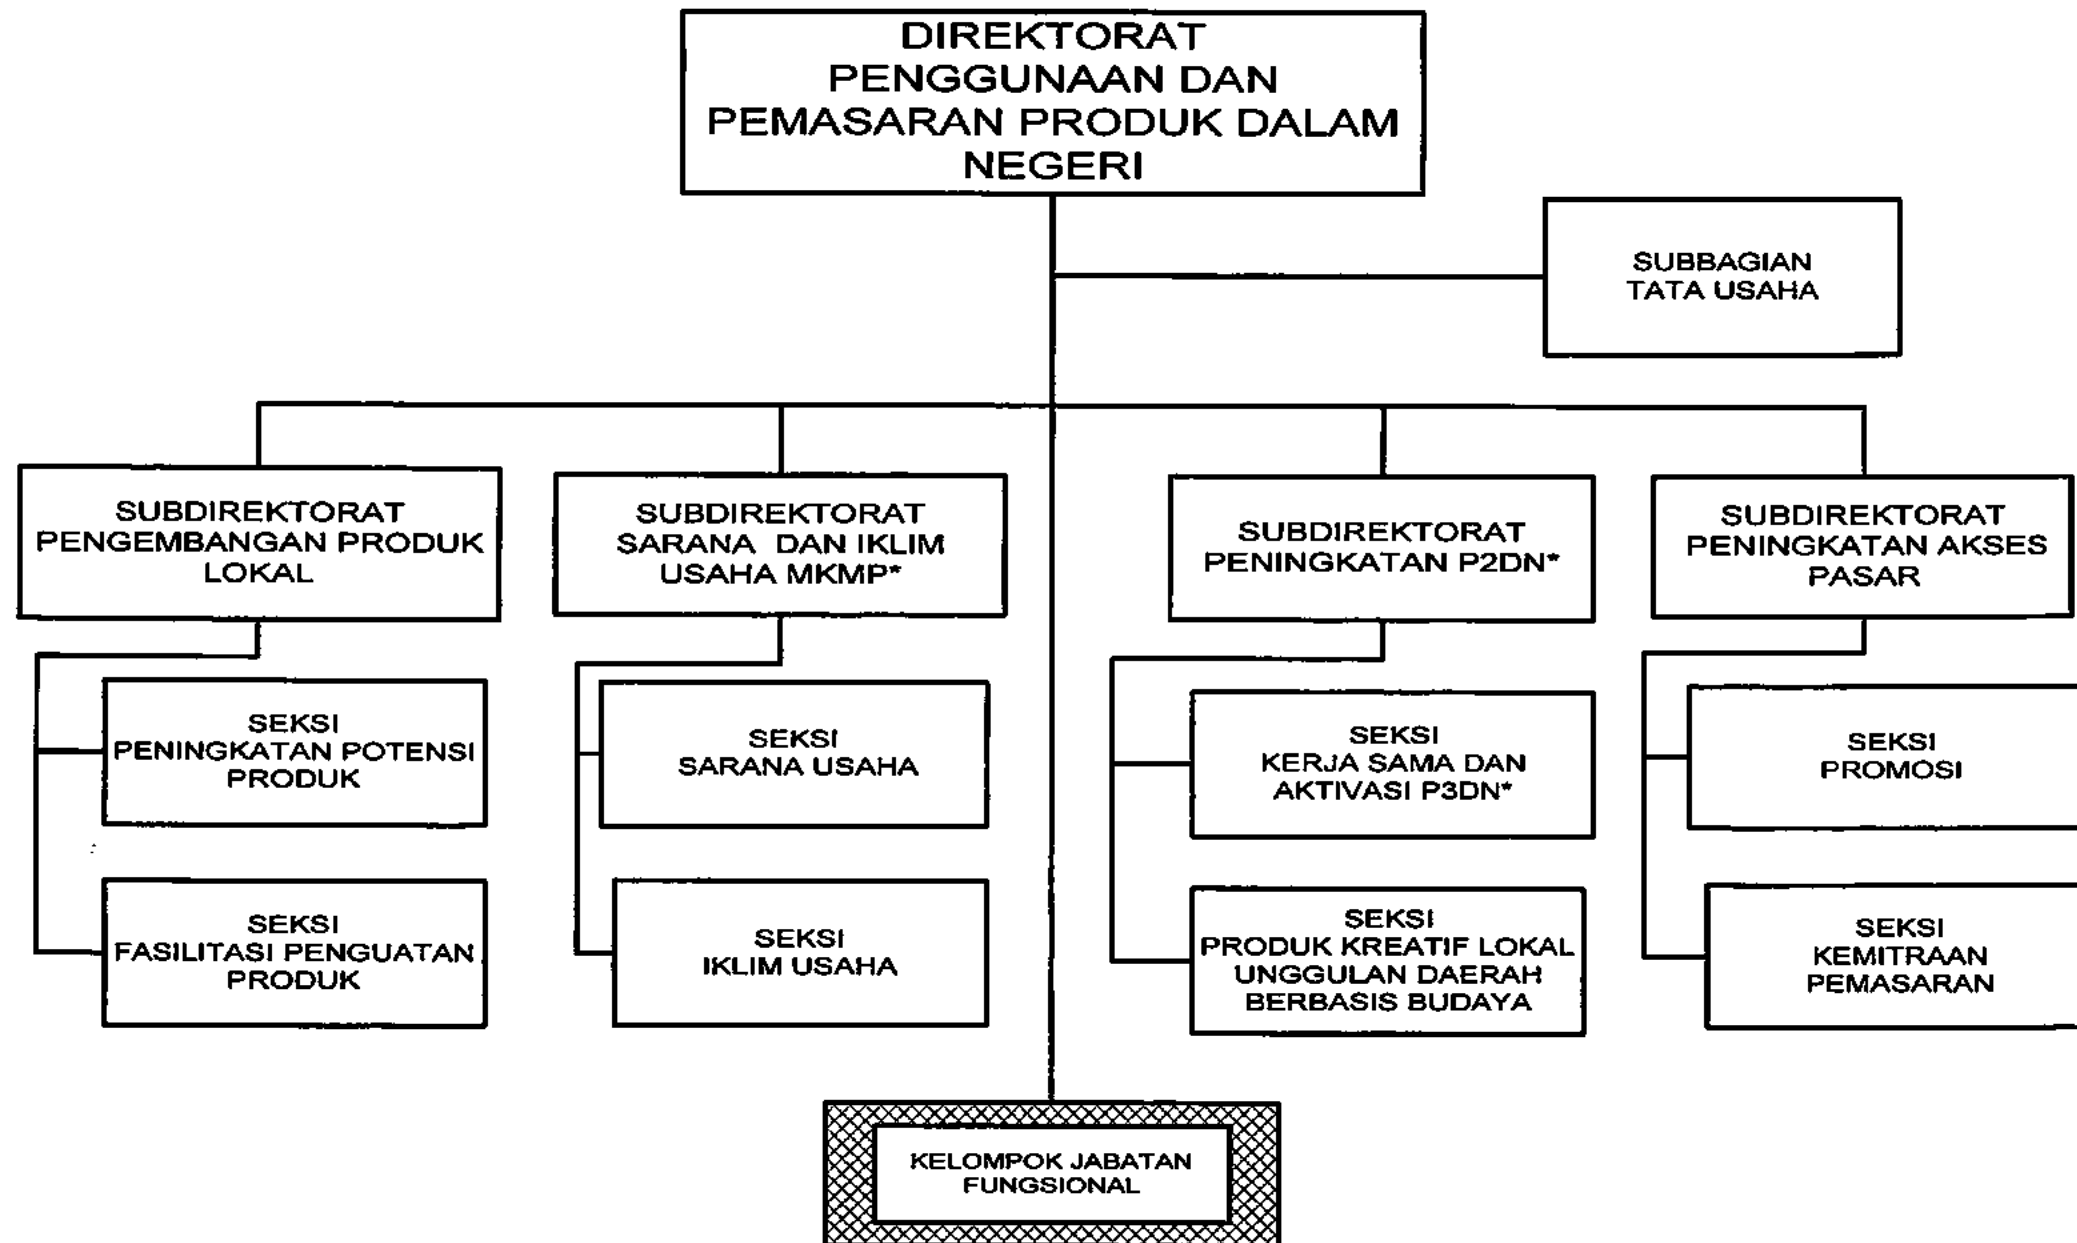 DIREKTORAT
PENGGUNAAN DAN
PEMASARAN PRODUK DALAM
NEGERI
SUBBAGIAN
TATA USAHA
SUBDIREKTORAT
PENGEMBANGAN PRODUK
LOKAL
SUBDIREKTORAT
SARANA DAN IKLIM
USAHA MKMP*
SUBDIREKTORAT
PENINGKATAN P2DN*
SUBDIREKTORAT
PENINGKATAN AKSES
PASAR
SEKSI
PENINGKATAN POTENSI
PRODUK
SEKSI
SARANA USAHA
SEKSI
KERJA SAMA DAN
AKTIVASI P3DN*
SEKSI
PROMOSI
SEKSI
FASILITASI PENGUATAN
PRODUK
SEKSI
IKLIM USAHA
SEKSI
PRODUK KREATIF LOKAL
UNGGULAN DAERAH
BERBASIS BUDAYA
SEKSI
KEMITRAAN
PEMASARAN
KELOMPOK JABATAN
FUNGSIONAL